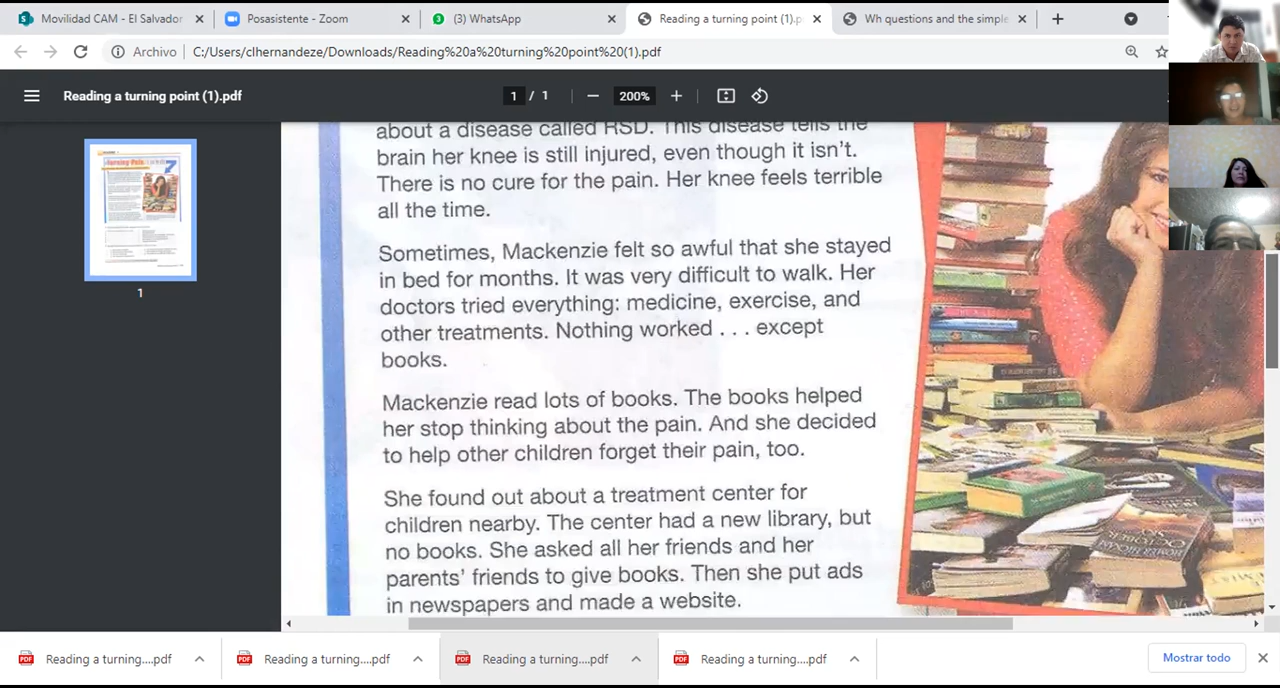 Movilidad CAM - El Salvador
Posasistente - Zoom
(3) WhatsApp
Reading a turning point (1).p
Wh questions and the simple
Archivo
C:/Users/clhernandeze/Downloads/Reading%20a%20turning%20point%20(1).pdf
Reading a turning point (1).pdf
1 / 1
200%
1
about a disease called RSD. This disease tells the
brain her knee is still injured, even though it isn't.
There is no cure for the pain. Her knee feels terrible
all the time.
Sometimes, Mackenzie felt so awful that she stayed
in bed for months. It was very difficult to walk. Her
doctors tried everything: medicine, exercise, and
other treatments. Nothing worked . . . except
books.
Mackenzie read lots of books. The books helped
her stop thinking about the pain. And she decided
to help other children forget their pain, too.
She found out about a treatment center for
children nearby. The center had a new library, but
no books. She asked all her friends and her
parents' friends to give books. Then she put ads
in newspapers and made a website.
Reading a turning....pdf
Reading a turning....pdf
Reading a turning....pdf
Reading a turning....pdf
Mostrar todo